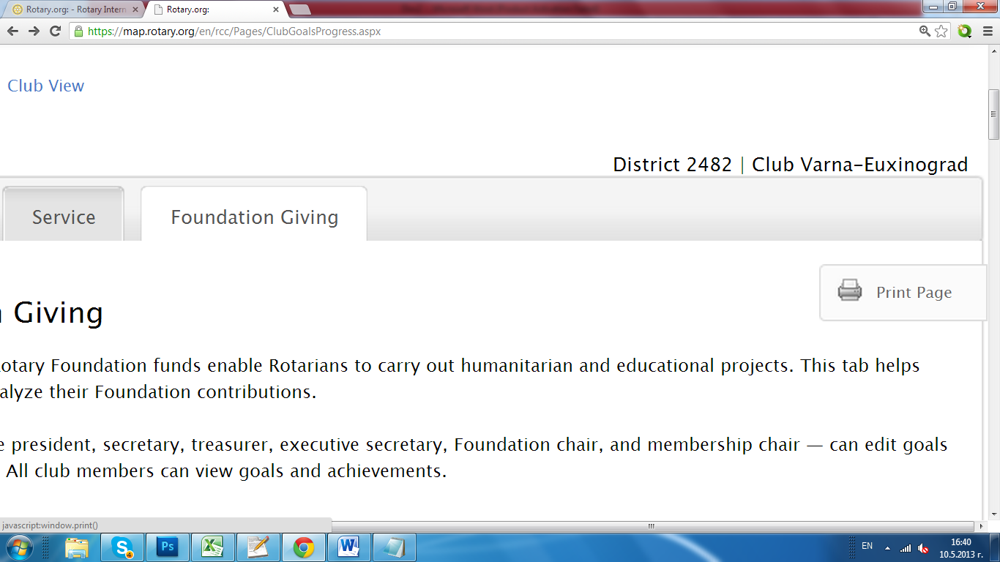 Rotary.org: - Rotary Intern
Rotary.org:
https://map.rotary.org/en/rcc/Pages/ClubGoalsProgress.aspx
Club View
District 2482 | Club Varna-Euxinograd
Service
Foundation Giving
Print Page
Giving
otary Foundation funds enable Rotarians to carry out humanitarian and educational projects. This tab helps
alyze their Foundation contributions.
e president, secretary, treasurer, executive secretary, Foundation chair, and membership chair — can edit goals
All club members can view goals and achievements.
javascript:window.print()
S 4
Ps
W
EN
16:40
10.5.2013 г.